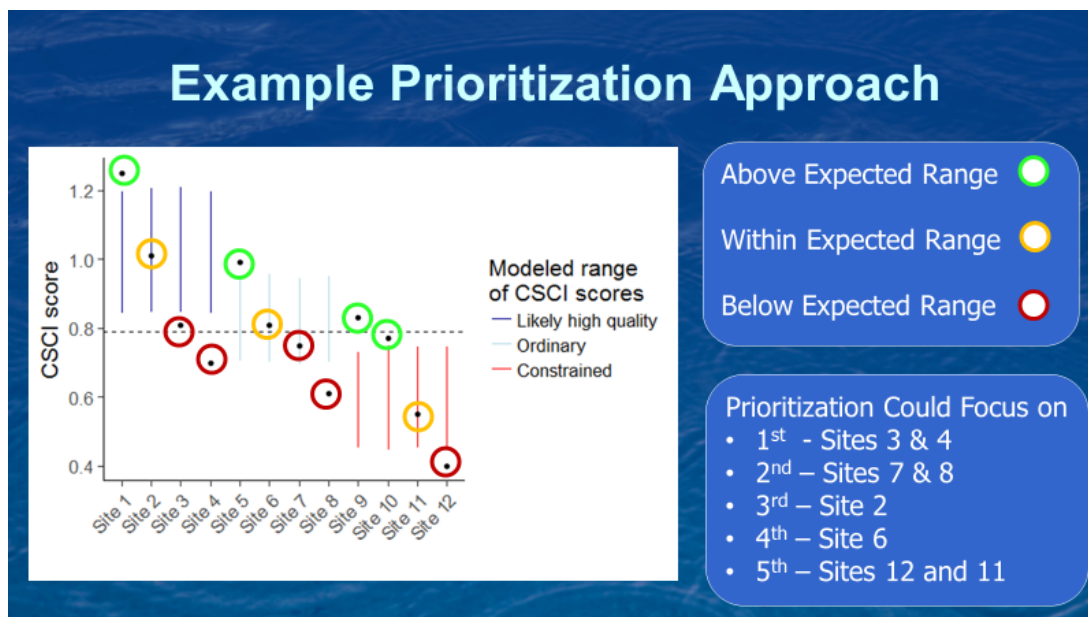 Example Prioritization Approach
1.2
1.0
0.8
0.6
0.4
CSCI score
Site 1
Site 2
Site 3
Site 4
Site 5
Site 6
Site 7
Site 8
Site 9
Site 10
Site 11
Site 12
Modeled range
of CSCI scores
Likely high quality
Ordinary
Constrained
Above Expected Range
Within Expected Range
Below Expected Range
Prioritization Could Focus on
• 1st - Sites 3 & 4
• 2nd – Sites 7 & 8
• 3rd – Site 2
• 4th – Site 6
• 5th – Sites 12 and 11